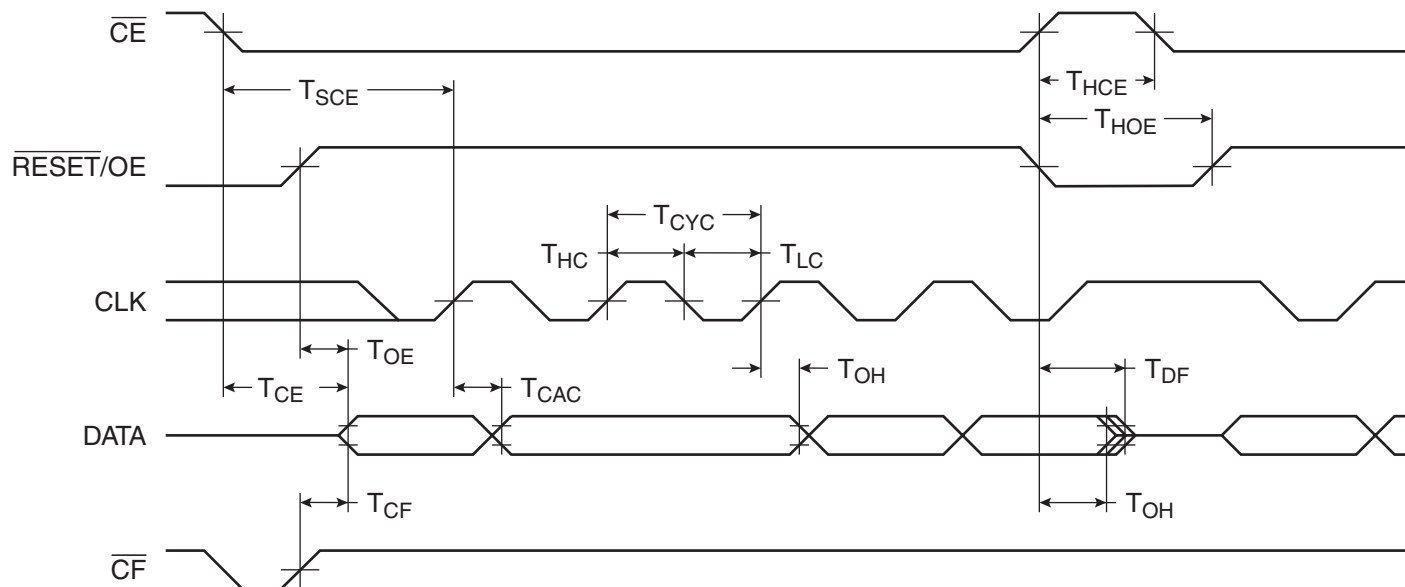 CE
T_SCE
T_HCE
T_HOE
RESET/OE
T_CYC
T_HC
T_LC
CLK
T_OE
T_CE
T_CAC
T_OH
T_DF
DATA
T_CF
T_OH
CF